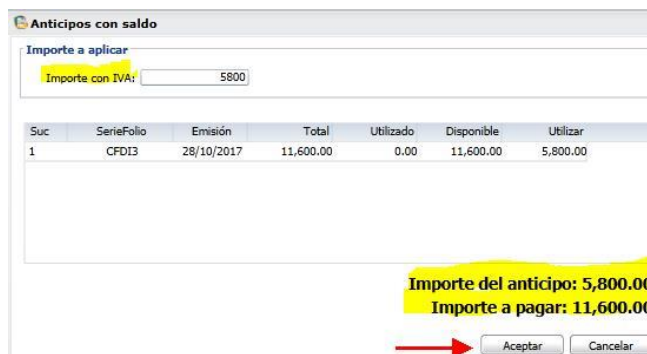 Anticipos con saldo
Importe a aplicar
Importe con IVA: 5800
Suc SerieFolio Emisión Total Utilizado Disponible Utilizar
1 CFDI3 28/10/2017 11,600.00 0.00 11,600.00 5,800.00
Importe del anticipo: 5,800.00
Importe a pagar: 11,600.00
Aceptar Cancelar